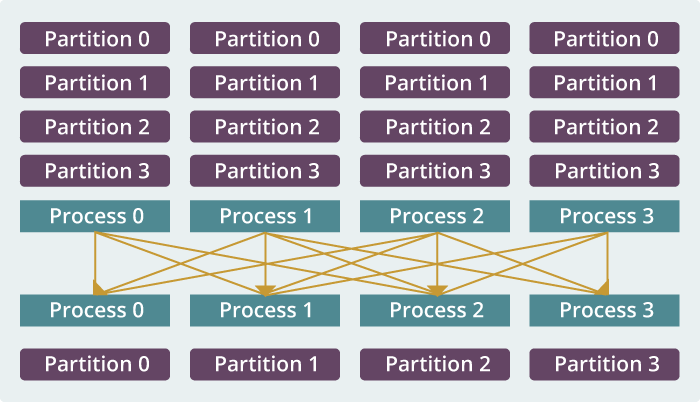 Partition 0 Partition 0 Partition 0 Partition 0
Partition 1 Partition 1 Partition 1 Partition 1
Partition 2 Partition 2 Partition 2 Partition 2
Partition 3 Partition 3 Partition 3 Partition 3
Process 0 Process 1 Process 2 Process 3
Process 0 Process 1 Process 2 Process 3
Partition 0 Partition 1 Partition 2 Partition 3